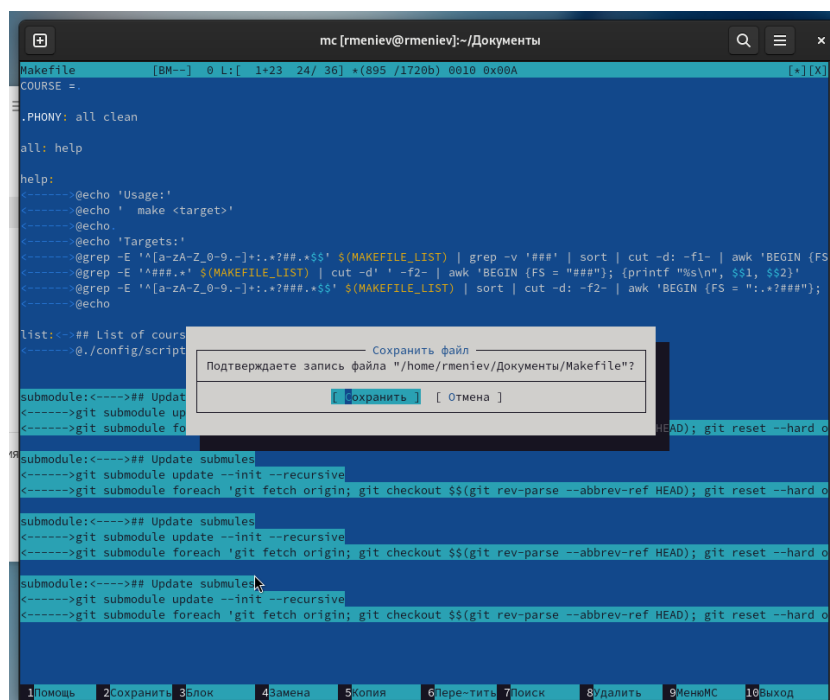 mc [rmeniev@rmeniev]:~/Документы
Makefile [BM--] 0 L:[ 1+23 24/ 36] *(895 /1720b) 0010 0x00A [*][X]
COURSE =.
.PHONY: all clean
all: help
help:
<------>@echo 'Usage:'
<------>@echo '  make <target>'
<------>@echo.
<------>@echo 'Targets:'
<------>@grep -E '^[a-zA-Z_0-9.-]+:.*?##.*$$' $(MAKEFILE_LIST) | grep -v '###' | sort | cut -d: -f1- | awk 'BEGIN {FS
<------>@grep -E '^###.*' $(MAKEFILE_LIST) | cut -d' ' -f2- | awk 'BEGIN {FS = "###"}; {printf "%s\n", $$1, $$2}'
<------>@grep -E '^[a-zA-Z_0-9.-]+:.*?###.*$$' $(MAKEFILE_LIST) | sort | cut -d: -f2- | awk 'BEGIN {FS = ":.*?###"};
<------>@echo
list:<->## List of cours
<------>@./config/script
Сохранить файл
Подтверждаете запись файла "/home/rmeniev/Документы/Makefile"?
[ Сохранить ] [ Отмена ]
submodule:<---->## Updat
<------>git submodule up
<------>git submodule fo HEAD); git reset --hard o
submodule:<---->## Update submules
<------>git submodule update --init --recursive
<------>git submodule foreach 'git fetch origin; git checkout $$(git rev-parse --abbrev-ref HEAD); git reset --hard o
submodule:<---->## Update submules
<------>git submodule update --init --recursive
<------>git submodule foreach 'git fetch origin; git checkout $$(git rev-parse --abbrev-ref HEAD); git reset --hard o
submodule:<---->## Update submules
<------>git submodule update --init --recursive
<------>git submodule foreach 'git fetch origin; git checkout $$(git rev-parse --abbrev-ref HEAD); git reset --hard o
1Помощь 2Сохранить 3Блок 4Замена 5Копия 6Пере~тить 7Поиск 8Удалить 9МенюMC 10Выход